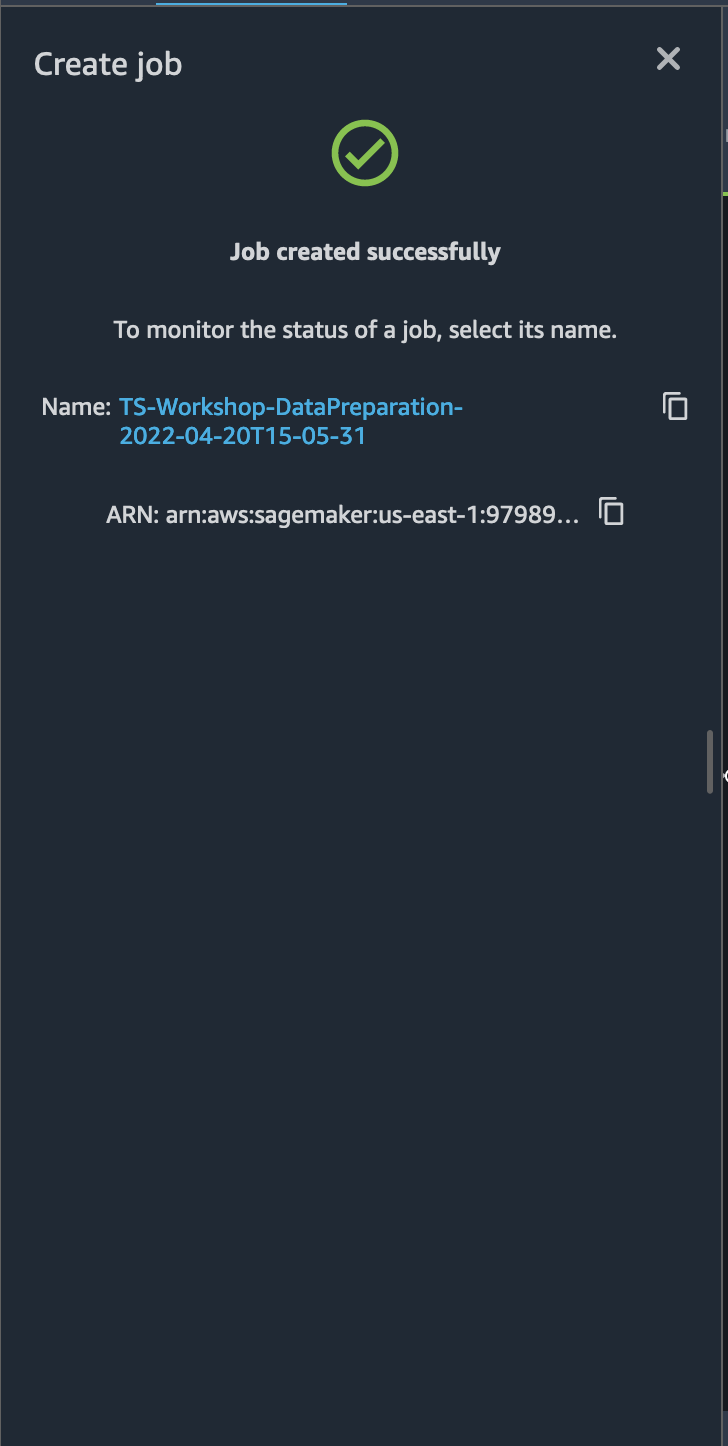 Create job
Job created successfully
To monitor the status of a job, select its name.
Name: TS-Workshop-DataPreparation-
2022-04-20T15-05-31
ARN: arn:aws:sagemaker:us-east-1:97989...